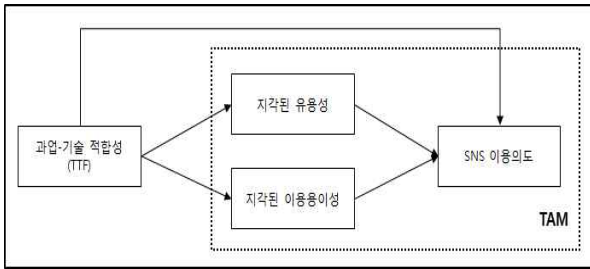 지각된 유용성
과업-기술 적합성
(TTF)
SNS 이용의도
지각된 이용용이성
TAM